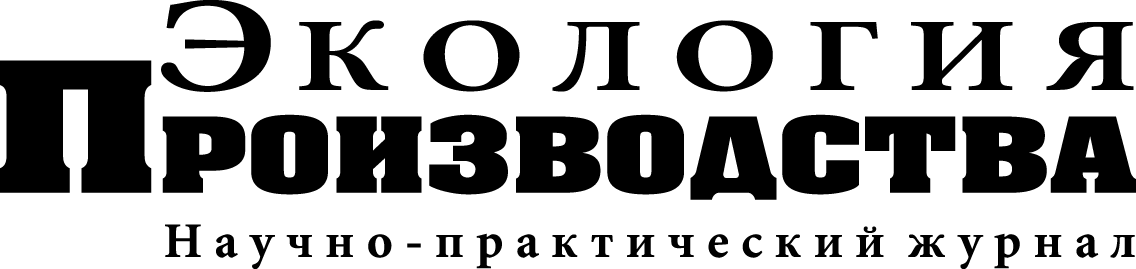 Экология
Производства
Научно-практический журнал